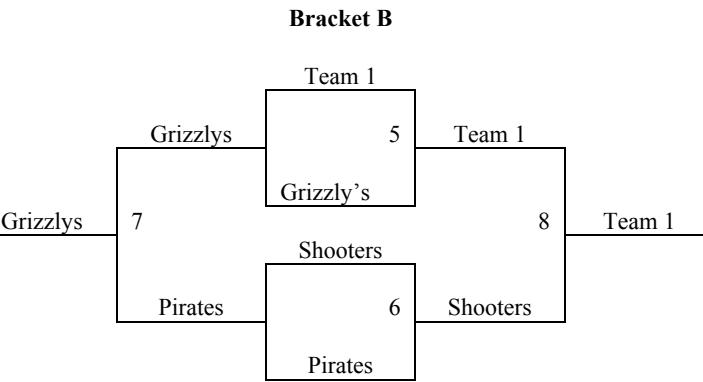 Bracket B
Team 1
Grizzlys
5
Team 1
Grizzly’s
Grizzlys
7
8
Team 1
Shooters
Pirates
6
Shooters
Pirates